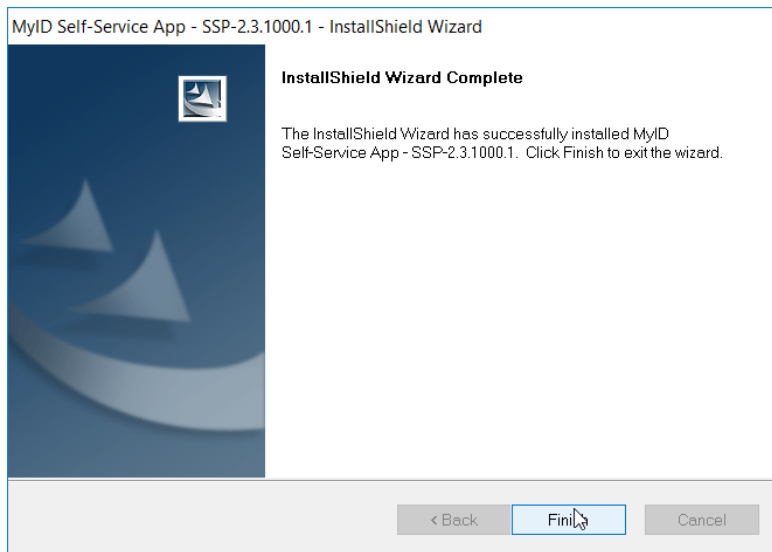 MyID Self-Service App - SSP-2.3.1000.1 - InstallShield Wizard
InstallShield Wizard Complete
The InstallShield Wizard has successfully installed MyID
Self-Service App - SSP-2.3.1000.1. Click Finish to exit the wizard.
< Back
Finish
Cancel